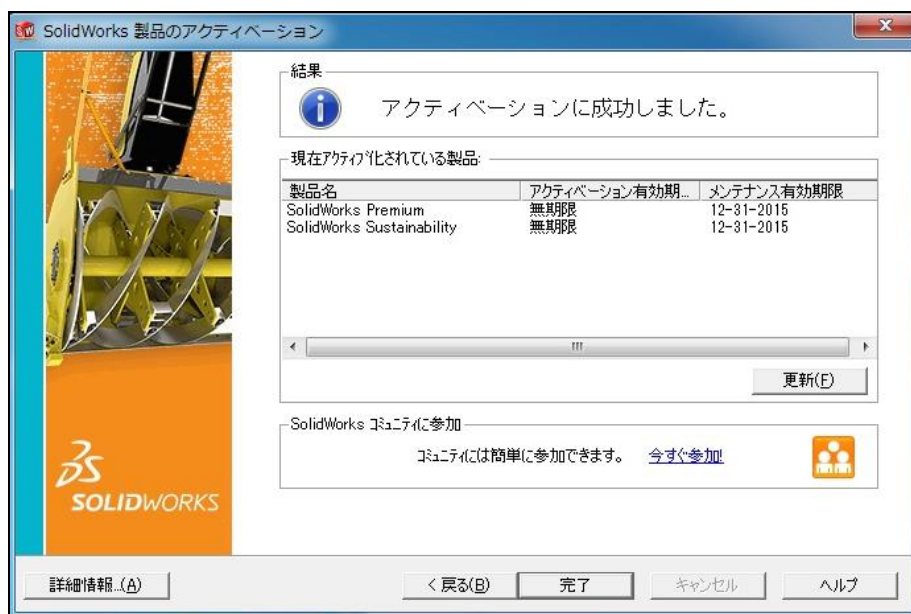 SolidWorks 製品のアクティベーション
結果
アクティベーションに成功しました。
現在アクティブ化されている製品:
製品名 アクティベーション有効期... メンテナンス有効期限
SolidWorks Premium 無期限 12-31-2015
SolidWorks Sustainability 無期限 12-31-2015
更新(F)
SolidWorks コミュニティに参加
コミュニティには簡単に参加できます。 今すぐ参加!
SOLIDWORKS
詳細情報...(A) < 戻る(B) 完了 キャンセル ヘルプ